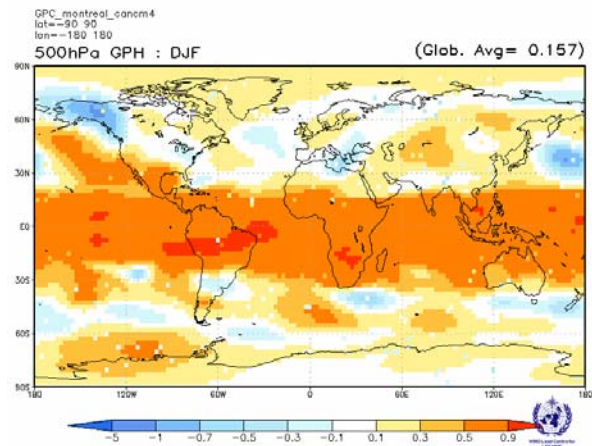 GPC_montreal_cancm4
lat=-90 90
lon=-180 180
500hPa GPH : DJF (Glob. Avg= 0.157)
90N
60N
30N
EQ
30S
60S
90S
180 120W 60W 0 60E 120E 180
-5 -1 -0.7 -0.5 -0.3 -0.1 0.1 0.3 0.5 0.9